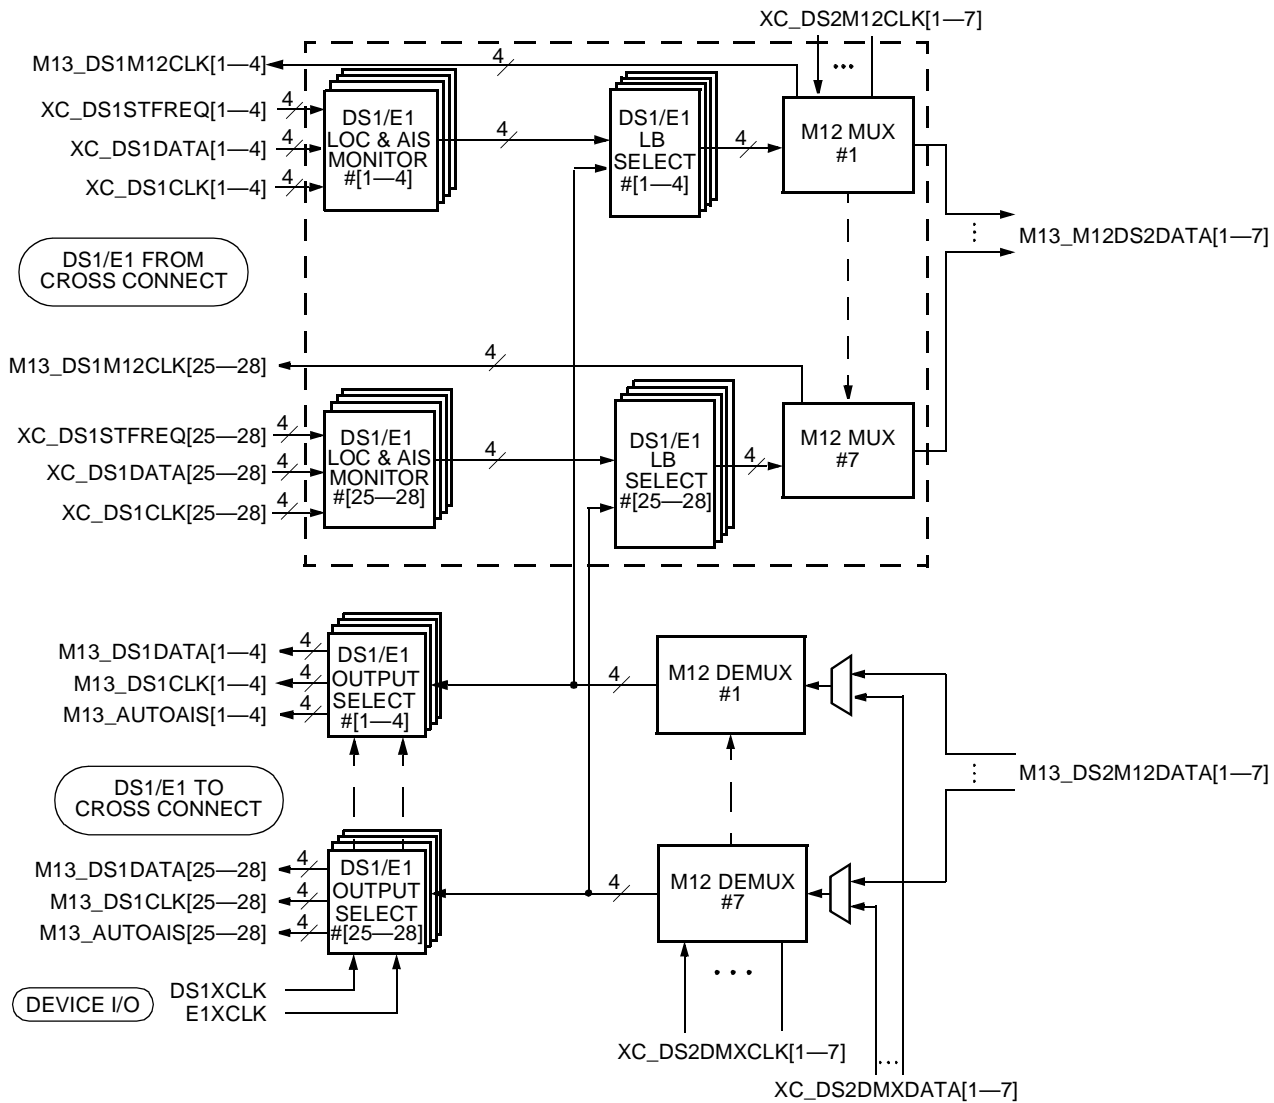 XC_DS2M12CLK[1—7]
M13_DS1M12CLK[1—4]
4
XC_DS1STFREQ[1—4]
4
XC_DS1DATA[1—4]
4
XC_DS1CLK[1—4]
4
DS1/E1
LOC & AIS
MONITOR
#[1—4]
4
DS1/E1
LB
SELECT
#[1—4]
4
M12 MUX
#1
M13_M12DS2DATA[1—7]
DS1/E1 FROM
CROSS CONNECT
M13_DS1M12CLK[25—28]
4
XC_DS1STFREQ[25—28]
4
XC_DS1DATA[25—28]
4
XC_DS1CLK[25—28]
4
DS1/E1
LOC & AIS
MONITOR
#[25—28]
4
DS1/E1
LB
SELECT
#[25—28]
4
M12 MUX
#7
M13_DS1DATA[1—4]
4
M13_DS1CLK[1—4]
4
M13_AUTOAIS[1—4]
4
DS1/E1
OUTPUT
SELECT
#[1—4]
4
M12 DEMUX
#1
M13_DS2M12DATA[1—7]
DS1/E1 TO
CROSS CONNECT
M13_DS1DATA[25—28]
4
M13_DS1CLK[25—28]
4
M13_AUTOAIS[25—28]
4
DS1/E1
OUTPUT
SELECT
#[25—28]
4
M12 DEMUX
#7
DEVICE I/O
DS1XCLK
E1XCLK
XC_DS2DMXCLK[1—7]
XC_DS2DMXDATA[1—7]